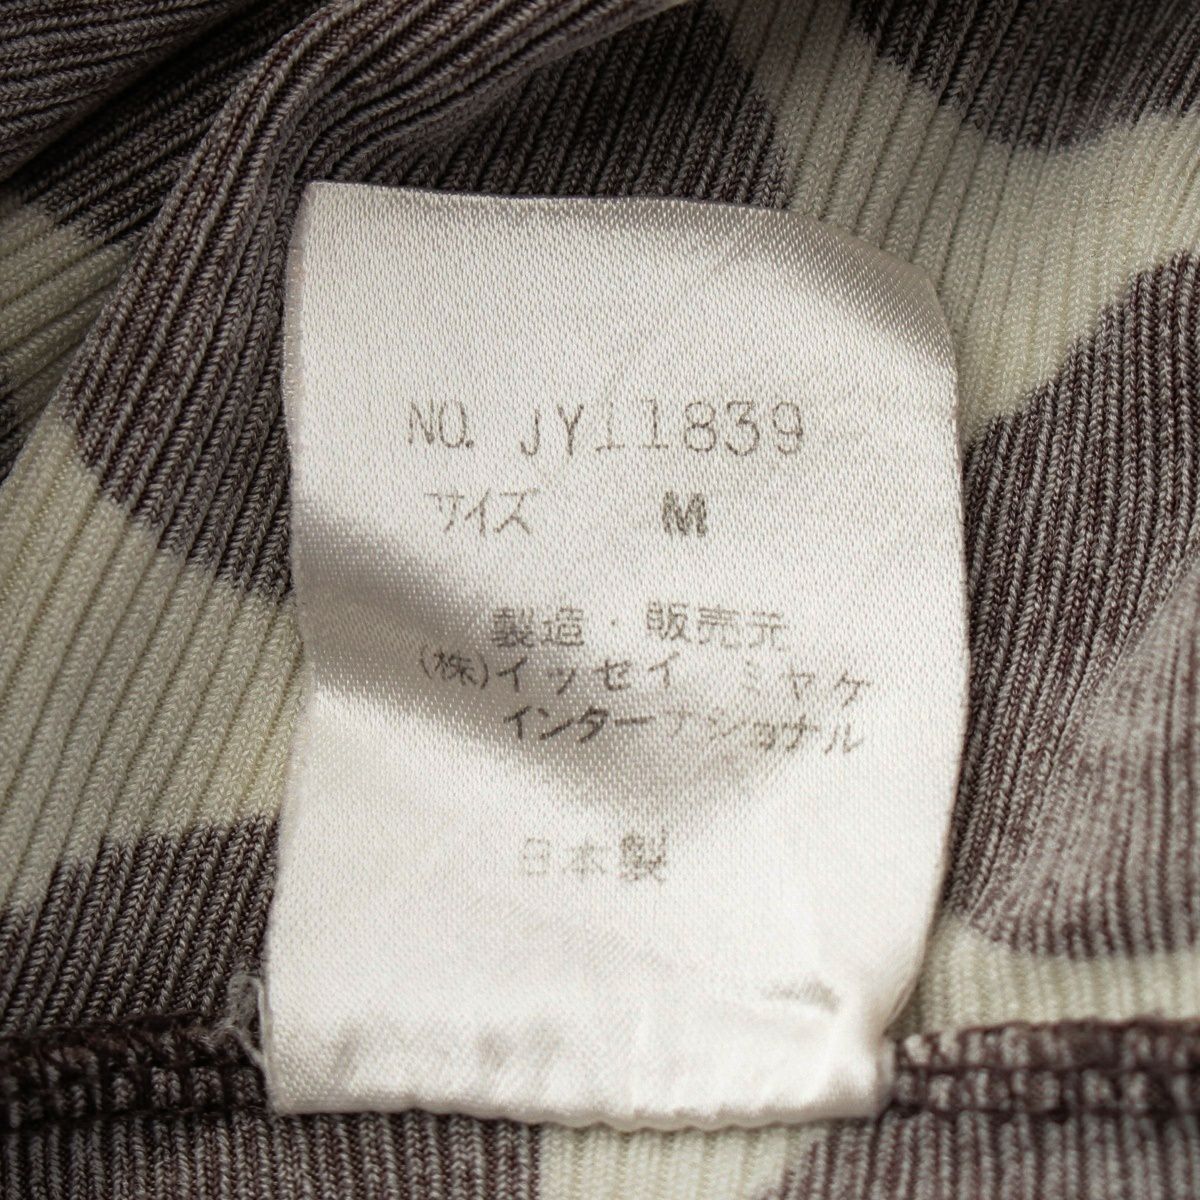 NO. JY11839
サイズ M
製造・販売元
(株)イッセイ ミヤケ
インターナショナル
日本製